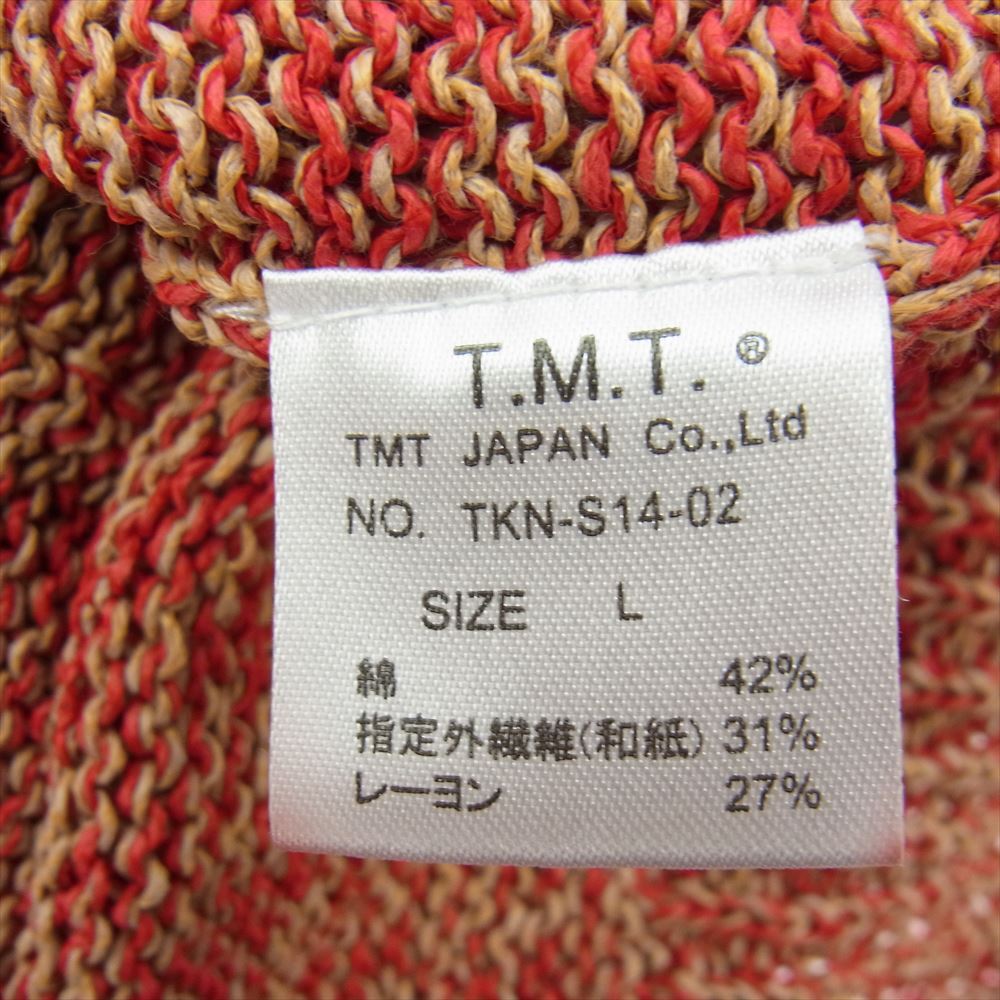 T.M.T.®
TMT JAPAN Co.,Ltd
NO. TKN-S14-02
SIZE L
綿 42%
指定外繊維(和紙) 31%
レーヨン 27%